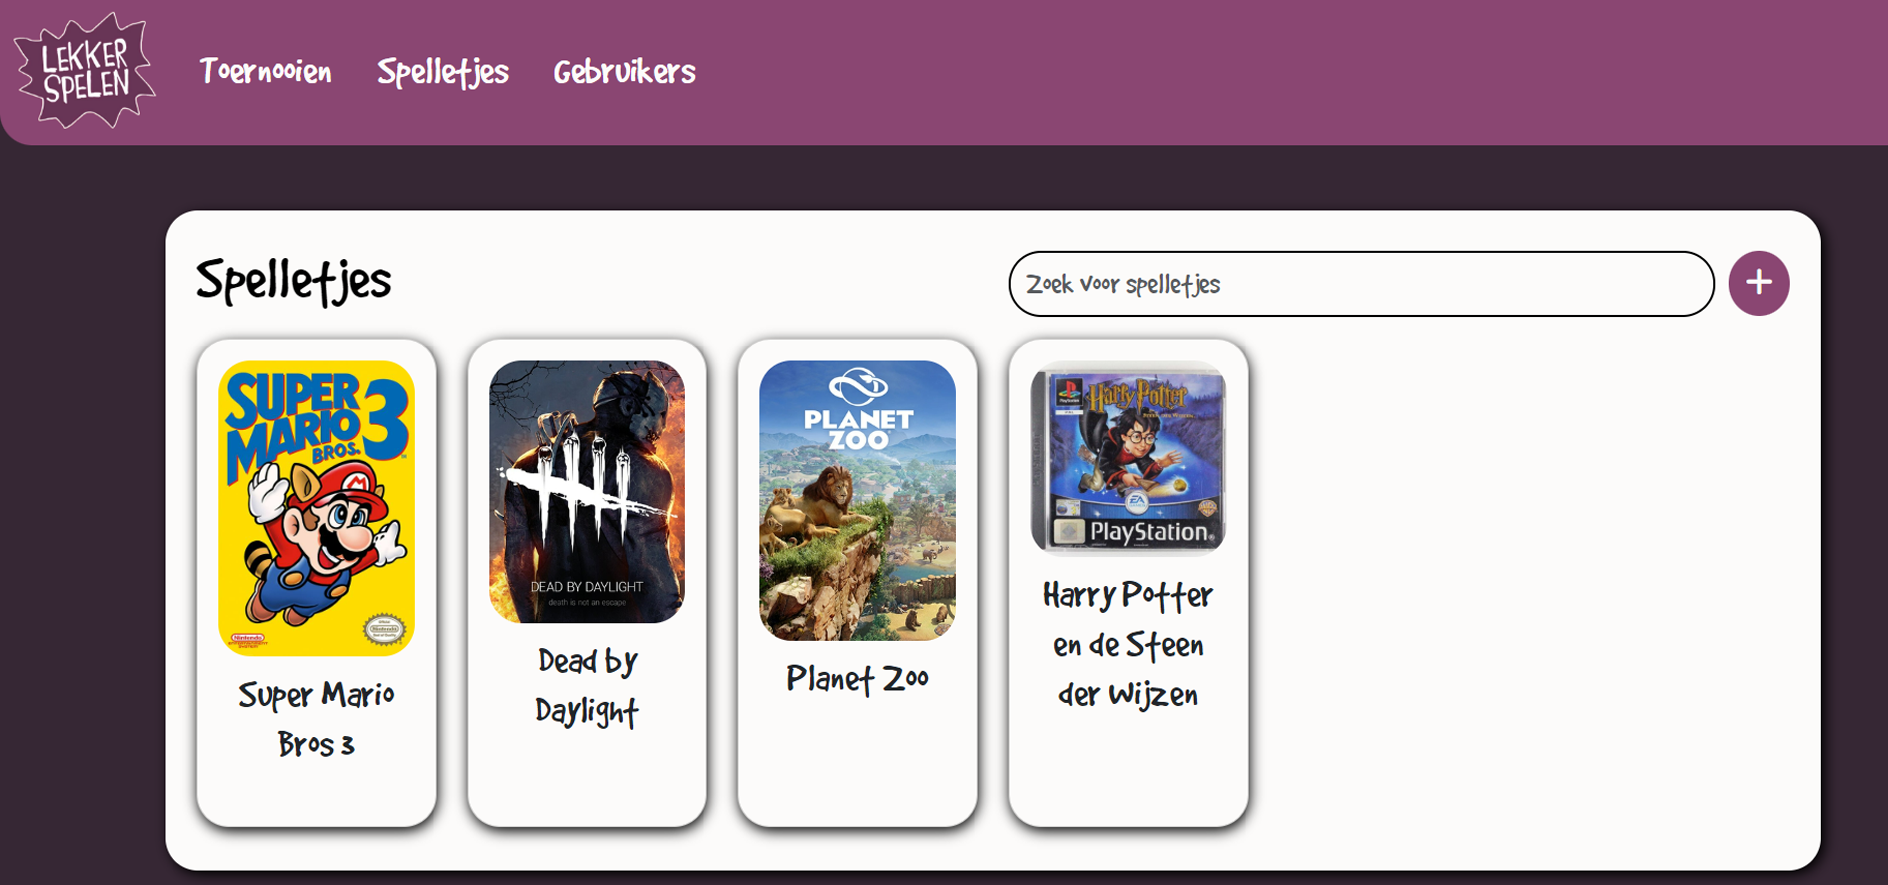 LEKKER
SPELEN
Toernooien
Spelletjes
Gebruikers
Spelletjes
Zoek voor spelletjes
SUPER
MARIO
BROS. 3
Nintendo
Super Mario
Bros 3
DEAD BY DAYLIGHT
death is not an escape
Dead by
Daylight
PLANET
ZOO
Planet Zoo
Harry Potter
EA
PlayStation
Harry Potter
en de Steen
der Wijzen